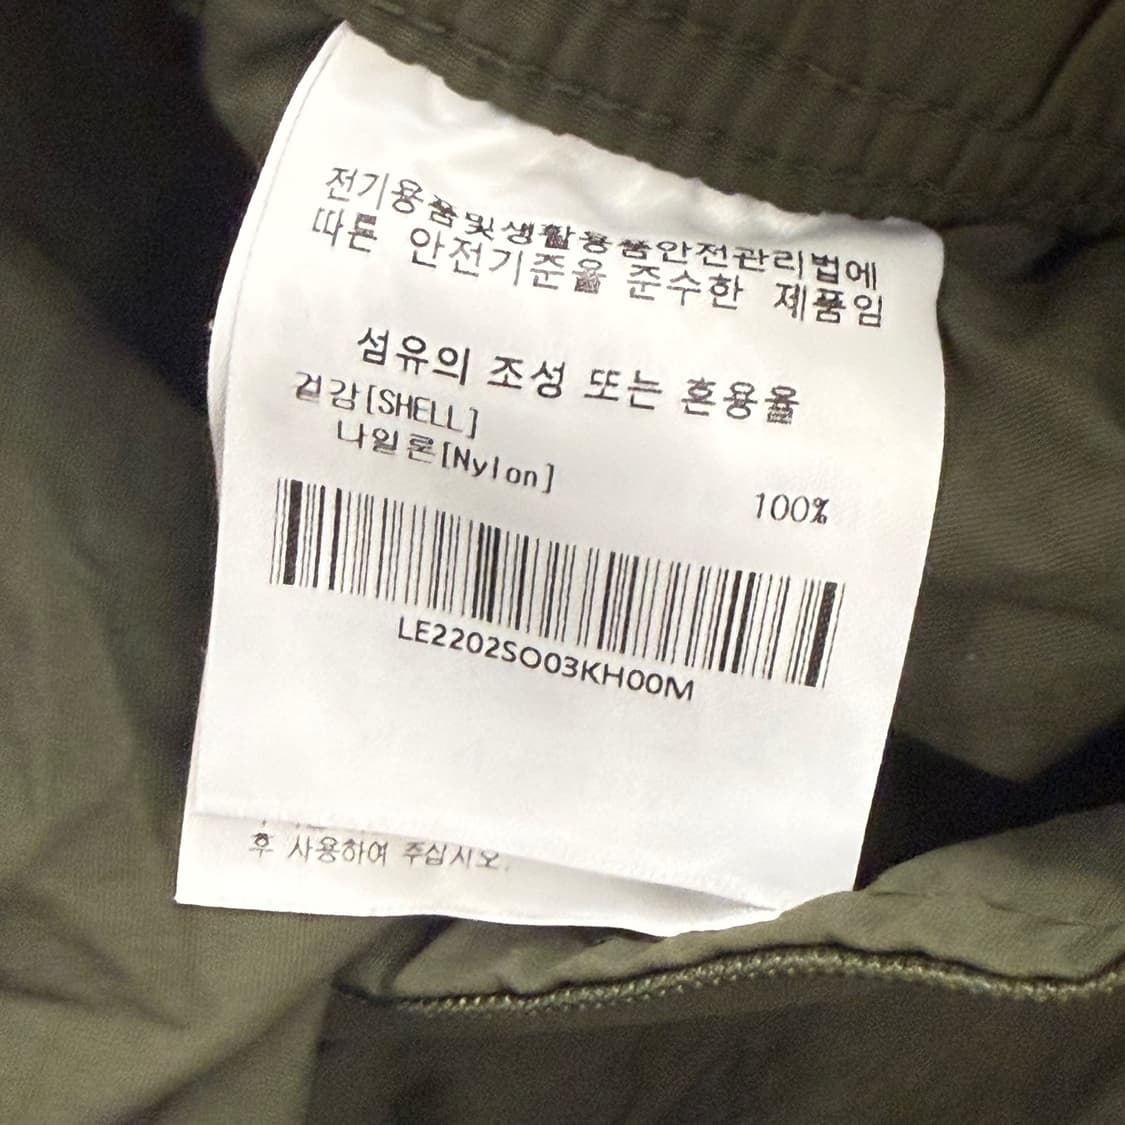 전기용품및생활용품안전관리법에
따른 안전기준을 준수한 제품임
섬유의 조성 또는 혼용율
겉감[SHELL]
나일론[Nylon]
100%
LE2202SO03KH00M
후 사용하여 주십시오.